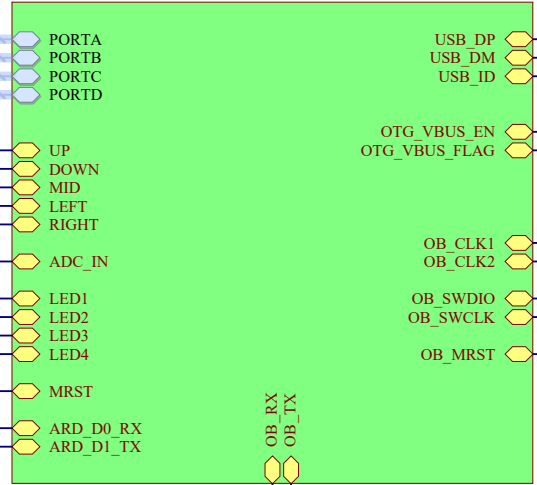 PORTA
PORTB
PORTC
PORTD
UP
DOWN
MID
LEFT
RIGHT
ADC_IN
LED1
LED2
LED3
LED4
MRST
ARD_D0_RX
ARD_D1_TX
OB_RX
OB_TX
USB_DP
USB_DM
USB_ID
OTG_VBUS_EN
OTG_VBUS_FLAG
OB_CLK1
OB_CLK2
OB_SWDIO
OB_SWCLK
OB_MRST